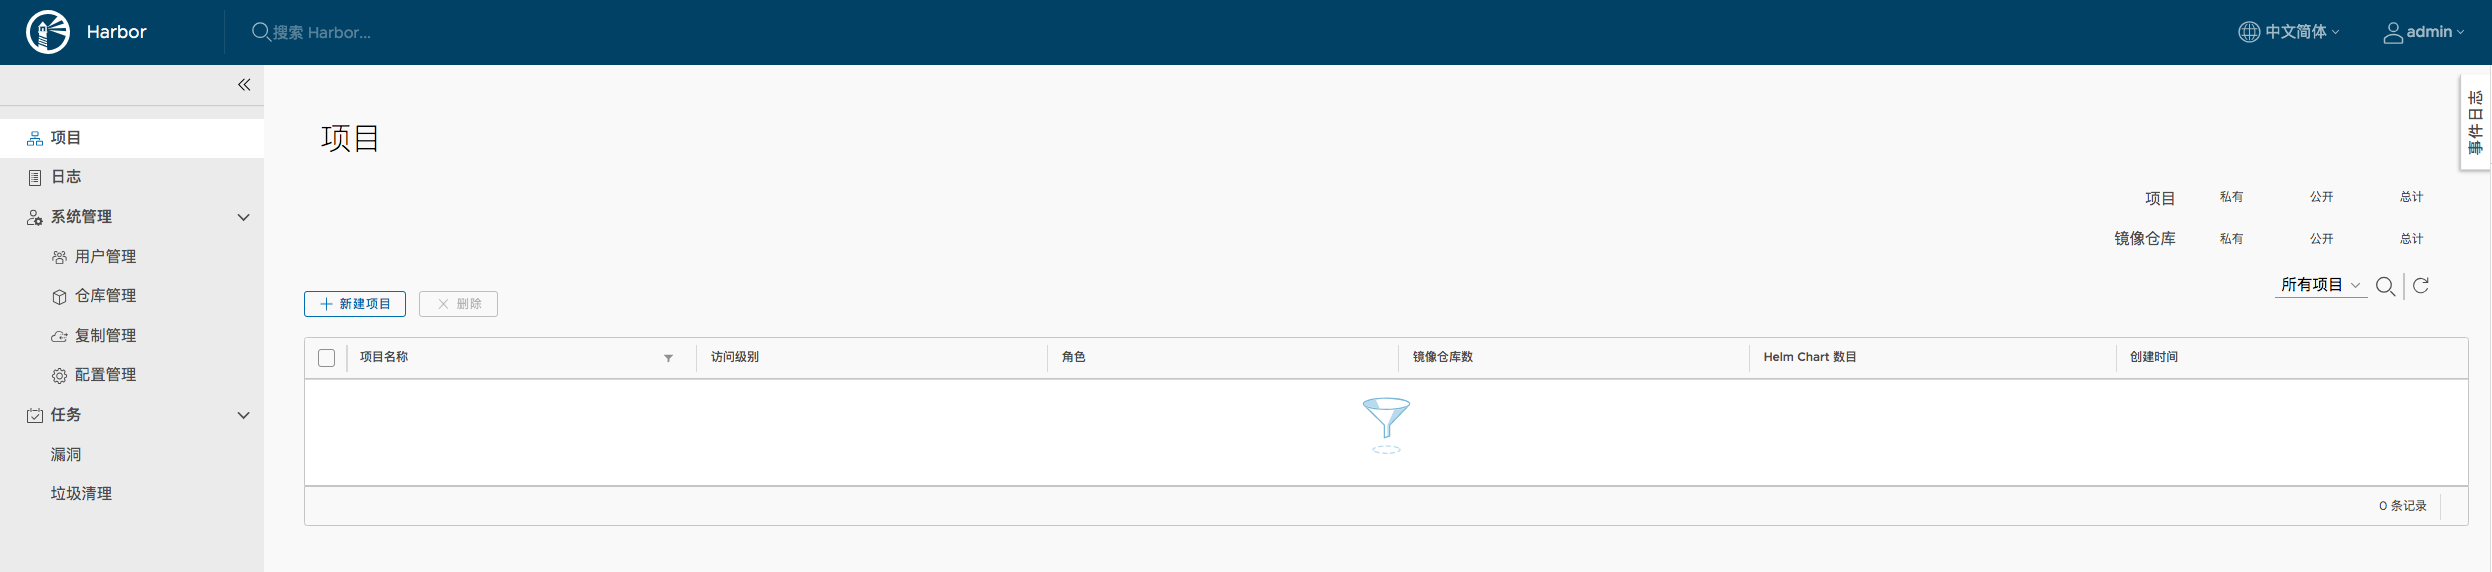 Harbor
搜索 Harbor...
中文简体
admin
项目
日志
系统管理
用户管理
仓库管理
复制管理
配置管理
任务
漏洞
垃圾清理
项目
事件日志
项目 私有 公开 总计
镜像仓库 私有 公开 总计
所有项目
新建项目 删除
项目名称 访问级别 角色 镜像仓库数 Helm Chart 数目 创建时间
0 条记录